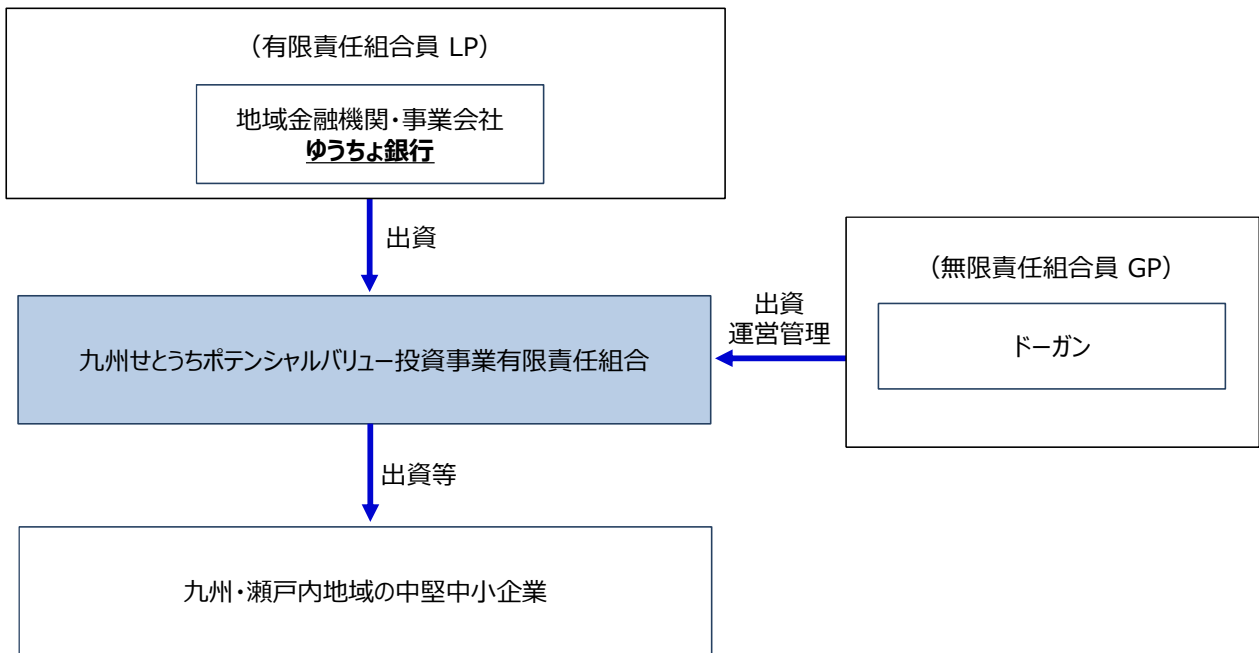 （有限責任組合員 LP）
地域金融機関・事業会社
ゆうちょ銀行
出資
（無限責任組合員 GP）
出資
運営管理
ドーガン
九州せとうちポテンシャルバリュー投資事業有限責任組合
出資等
九州・瀬戸内地域の中堅中小企業